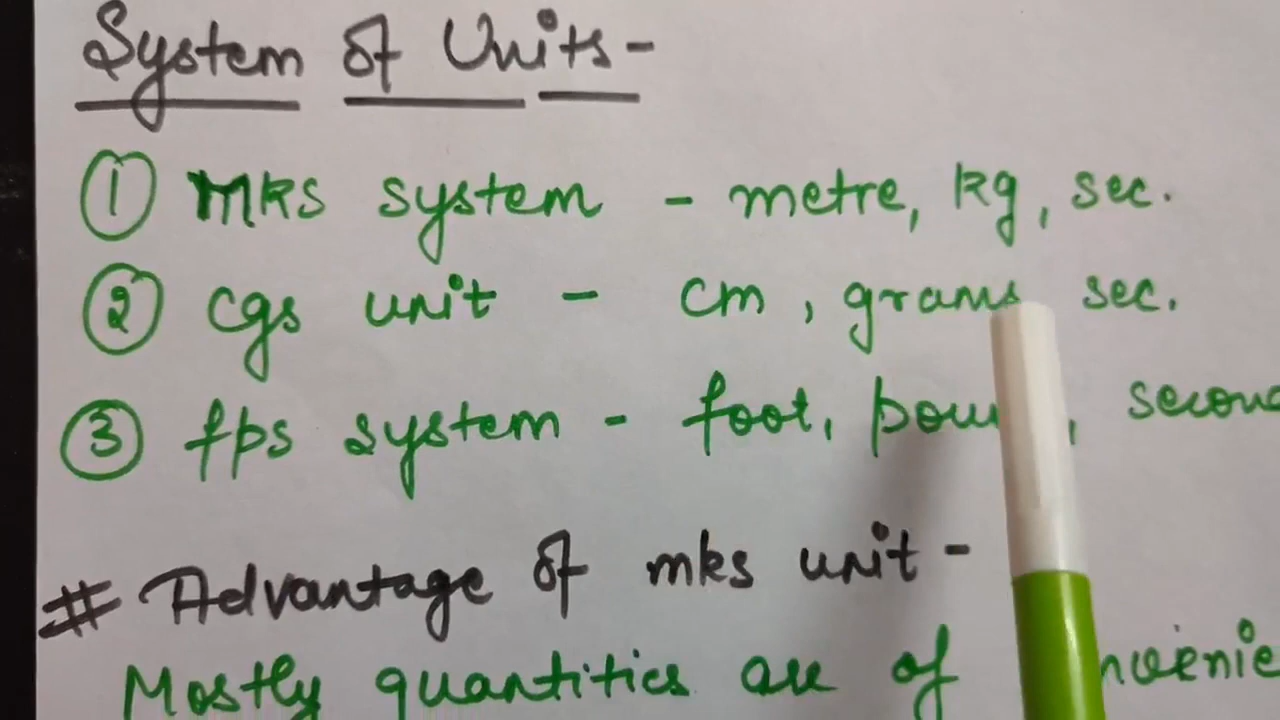 System of Units-
① MKS system - metre, kg, sec.
② cgs unit - cm, grams sec.
③ fps system - foot, , second
# Advantage of mks unit -
Mostly quantities are of